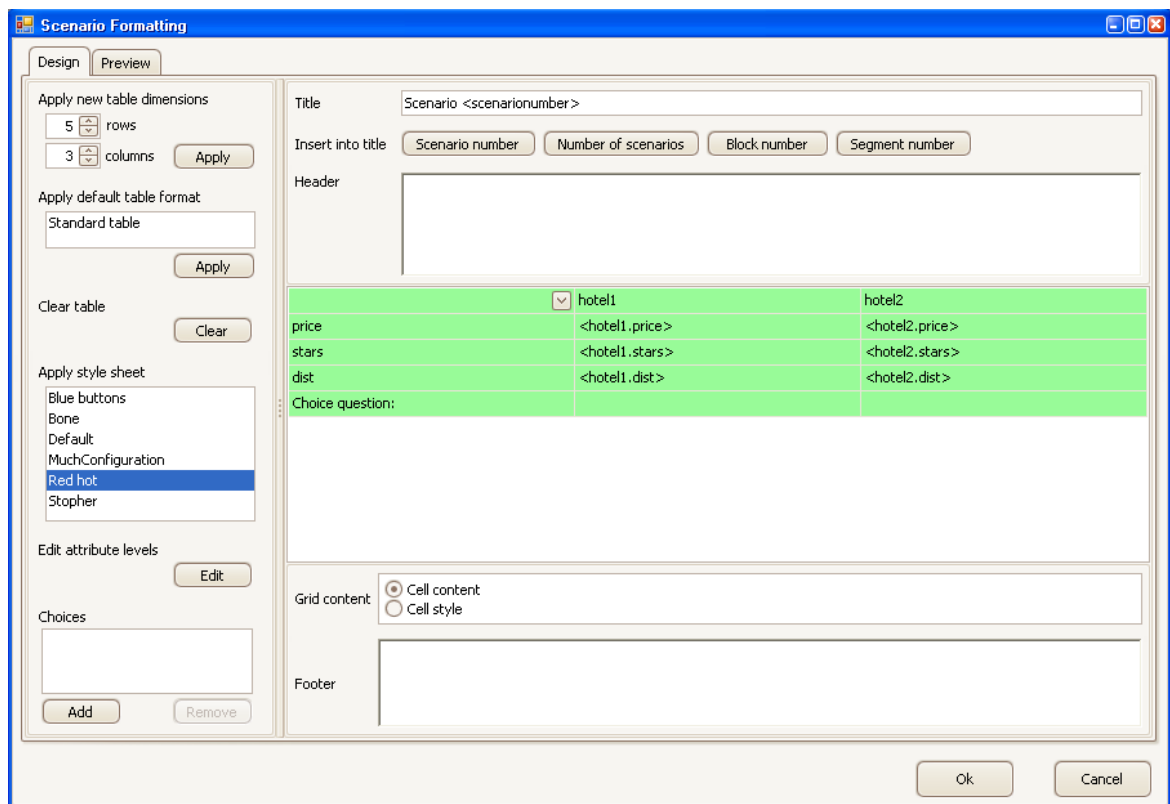 Scenario Formatting
Design Preview
Apply new table dimensions
5 rows
3 columns Apply
Apply default table format
Standard table
Apply
Clear table
Clear
Apply style sheet
Blue buttons
Bone
Default
MuchConfiguration
Red hot
Stopher
Edit attribute levels
Edit
Choices
Add Remove
Title Scenario <scenarionumber>
Insert into title Scenario number Number of scenarios Block number Segment number
Header
hotel1 hotel2
price <hotel1.price> <hotel2.price>
stars <hotel1.stars> <hotel2.stars>
dist <hotel1.dist> <hotel2.dist>
Choice question:
Grid content Cell content
Cell style
Footer
Ok Cancel